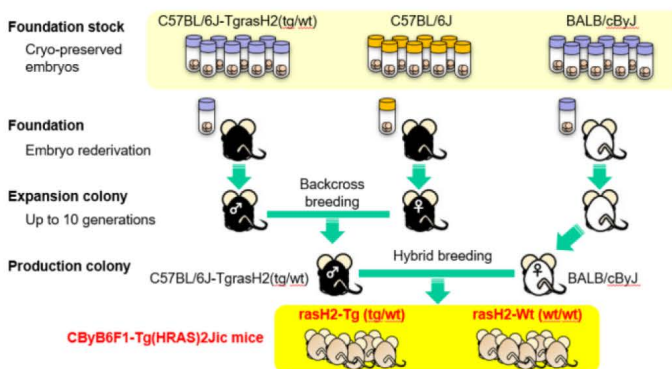 Foundation stock
Cryo-preserved
embryos
C57BL/6J-TgrasH2(tg/wt)
C57BL/6J
BALB/cByJ
Foundation
Embryo rederivation
Expansion colony
Up to 10 generations
♂
Backcross
breeding
♀
Production colony
C57BL/6J-TgrasH2(tg/wt)
♂
Hybrid breeding
♀
BALB/cByJ
CByB6F1-Tg(HRAS)2Jic mice
rasH2-Tg (tg/wt)
rasH2-Wt (wt/wt)